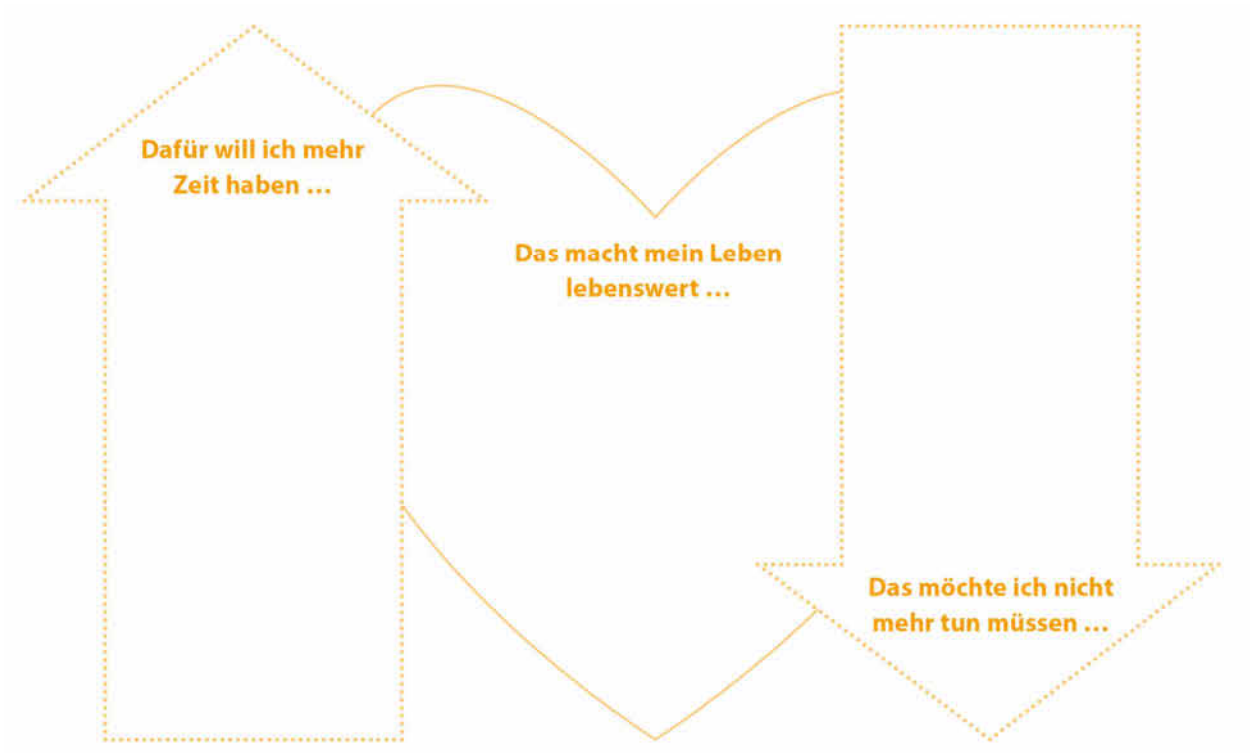 Dafür will ich mehr
Zeit haben …
Das macht mein Leben
lebenswert …
Das möchte ich nicht
mehr tun müssen …